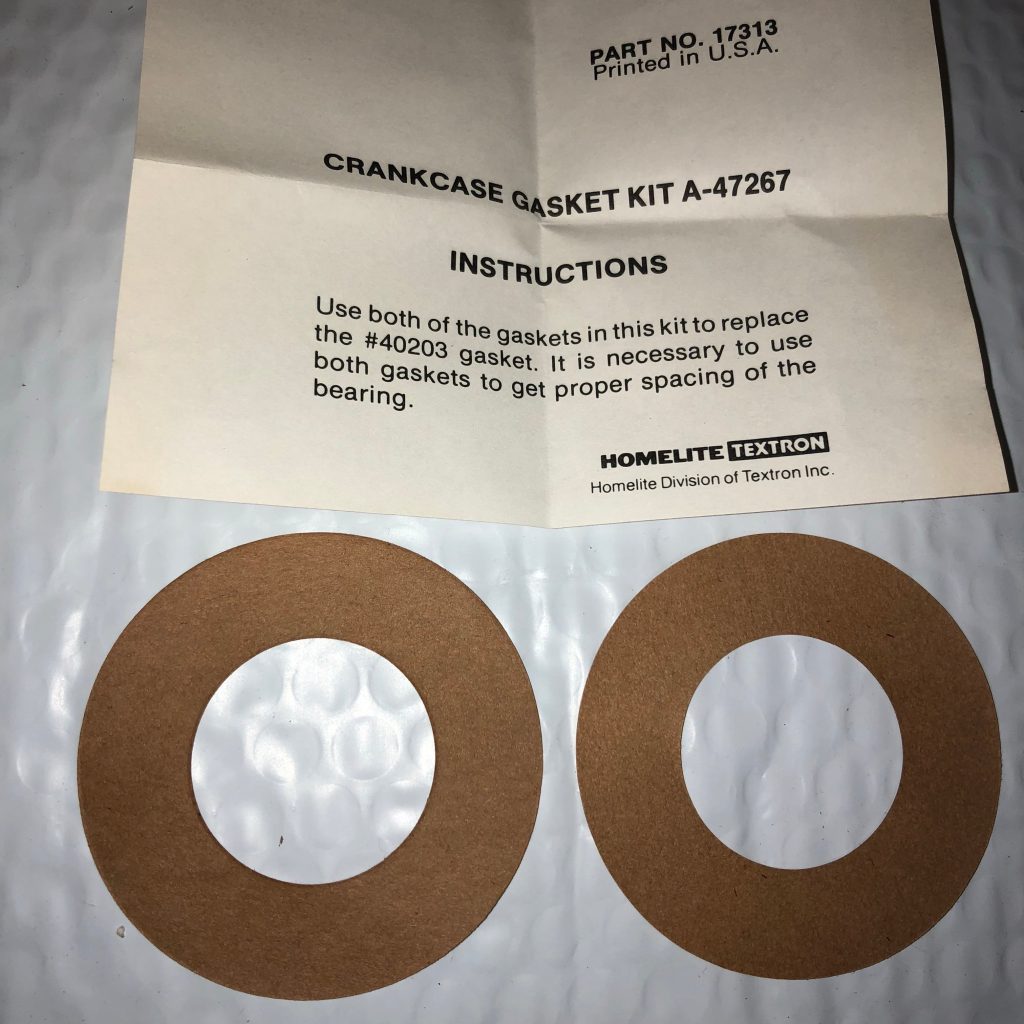 PART NO. 17313
Printed in U.S.A.
CRANKCASE GASKET KIT A-47267
INSTRUCTIONS
Use both of the gaskets in this kit to replace
the #40203 gasket. It is necessary to use
both gaskets to get proper spacing of the
bearing.
HOMELITE TEXTRON
Homelite Division of Textron Inc.